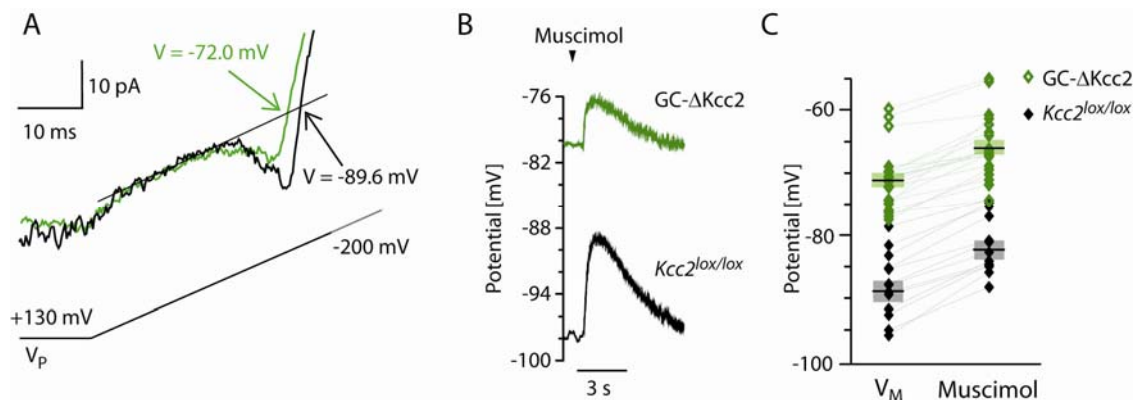 A
V = -72.0 mV
10 pA
10 ms
V = -89.6 mV
-200 mV
+130 mV
VP
B
Muscimol
GC-ΔKcc2
Kcc2lox/lox
Potential [mV]
-76
-82
-88
-94
-100
3 s
C
GC-ΔKcc2
Kcc2lox/lox
Potential [mV]
-60
-80
-100
VM
Muscimol